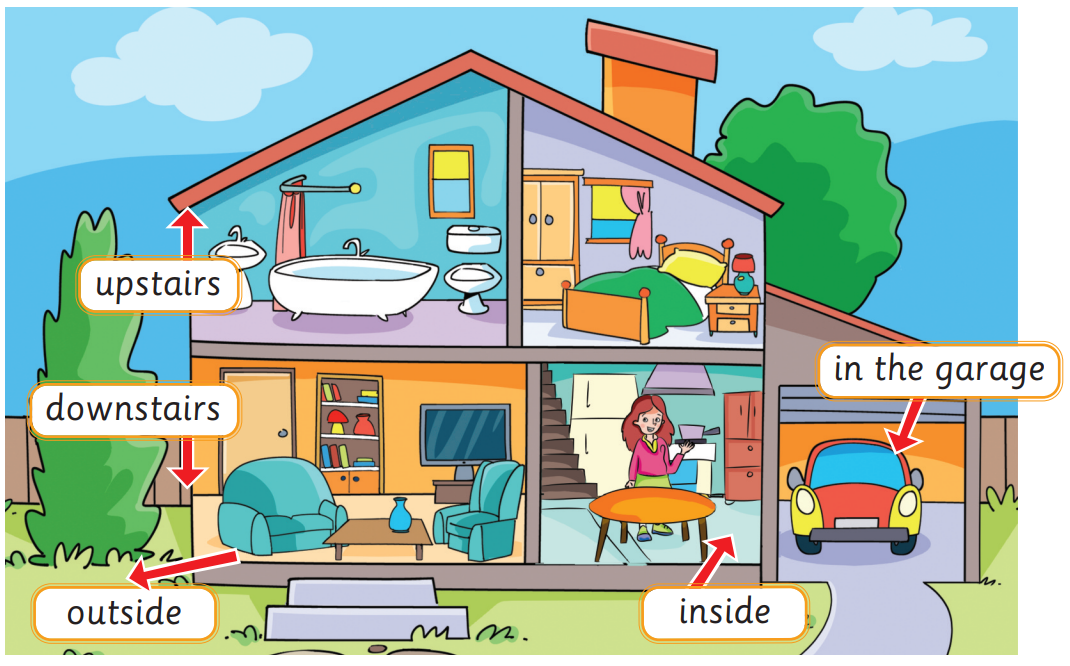 upstairs
in the garage
downstairs
outside
inside